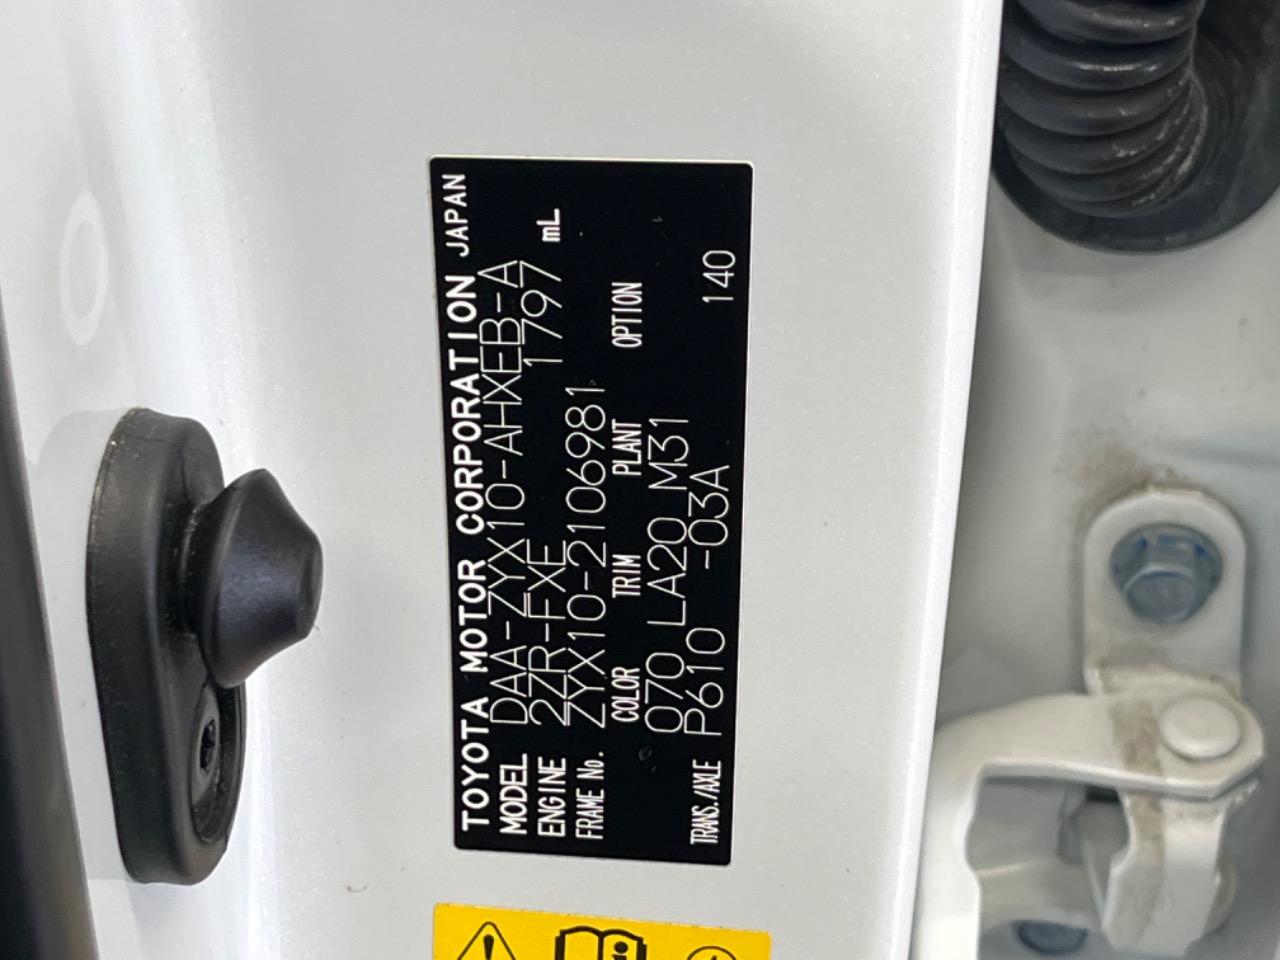 TOYOTA MOTOR CORPORATION JAPAN
MODEL DAA-ZYX10-AHXEB-A
ENGINE 2ZR-FXE 1797 mL
FRAME No. ZYX10-2106981
COLOR TRIM PLANT OPTION
070 LA20 M31
TRANS./AXLE P610 -03A 140